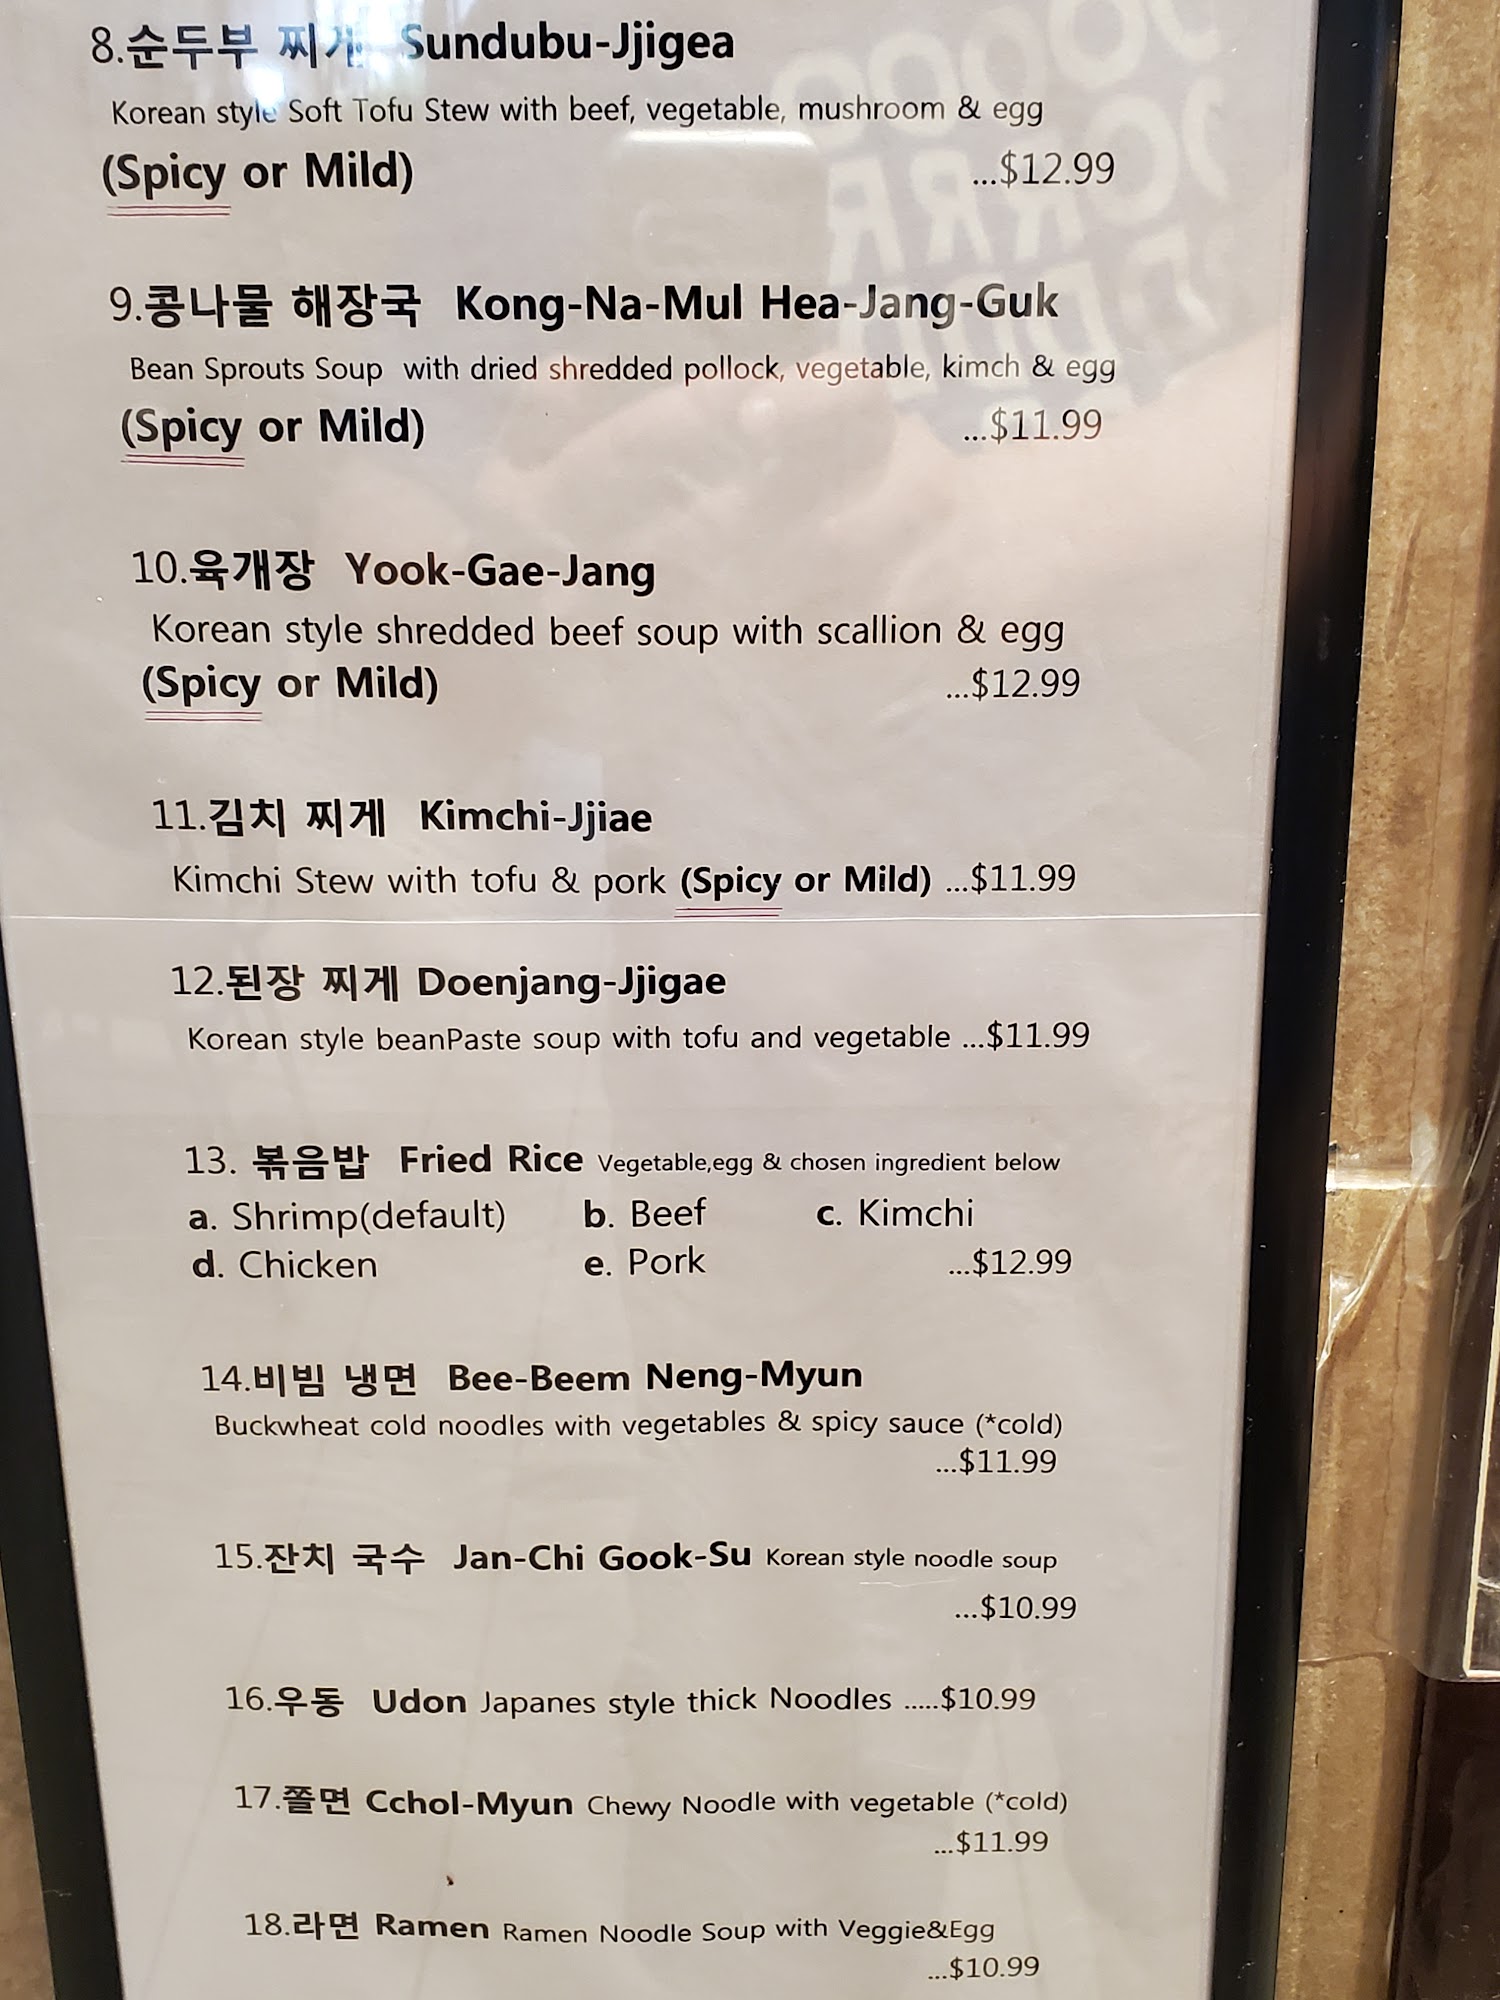 8.순두부 찌게 Sundubu-Jjigea
Korean style Soft Tofu Stew with beef, vegetable, mushroom & egg
(Spicy or Mild) ...$12.99
9.콩나물 해장국 Kong-Na-Mul Hea-Jang-Guk
Bean Sprouts Soup with dried shredded pollock, vegetable, kimch & egg
(Spicy or Mild) ...$11.99
10.육개장 Yook-Gae-Jang
Korean style shredded beef soup with scallion & egg
(Spicy or Mild) ...$12.99
11.김치 찌게 Kimchi-Jjiae
Kimchi Stew with tofu & pork (Spicy or Mild) ...$11.99
12.된장 찌게 Doenjang-Jjigae
Korean style beanPaste soup with tofu and vegetable ...$11.99
13. 볶음밥 Fried Rice Vegetable,egg & chosen ingredient below
a. Shrimp(default) b. Beef c. Kimchi
d. Chicken e. Pork ...$12.99
14.비빔 냉면 Bee-Beem Neng-Myun
Buckwheat cold noodles with vegetables & spicy sauce (*cold)
...$11.99
15.잔치 국수 Jan-Chi Gook-Su Korean style noodle soup
...$10.99
16.우동 Udon Japanes style thick Noodles .....$10.99
17.쫄면 Cchol-Myun Chewy Noodle with vegetable (*cold)
...$11.99
18.라면 Ramen Ramen Noodle Soup with Veggie&Egg
...$10.99